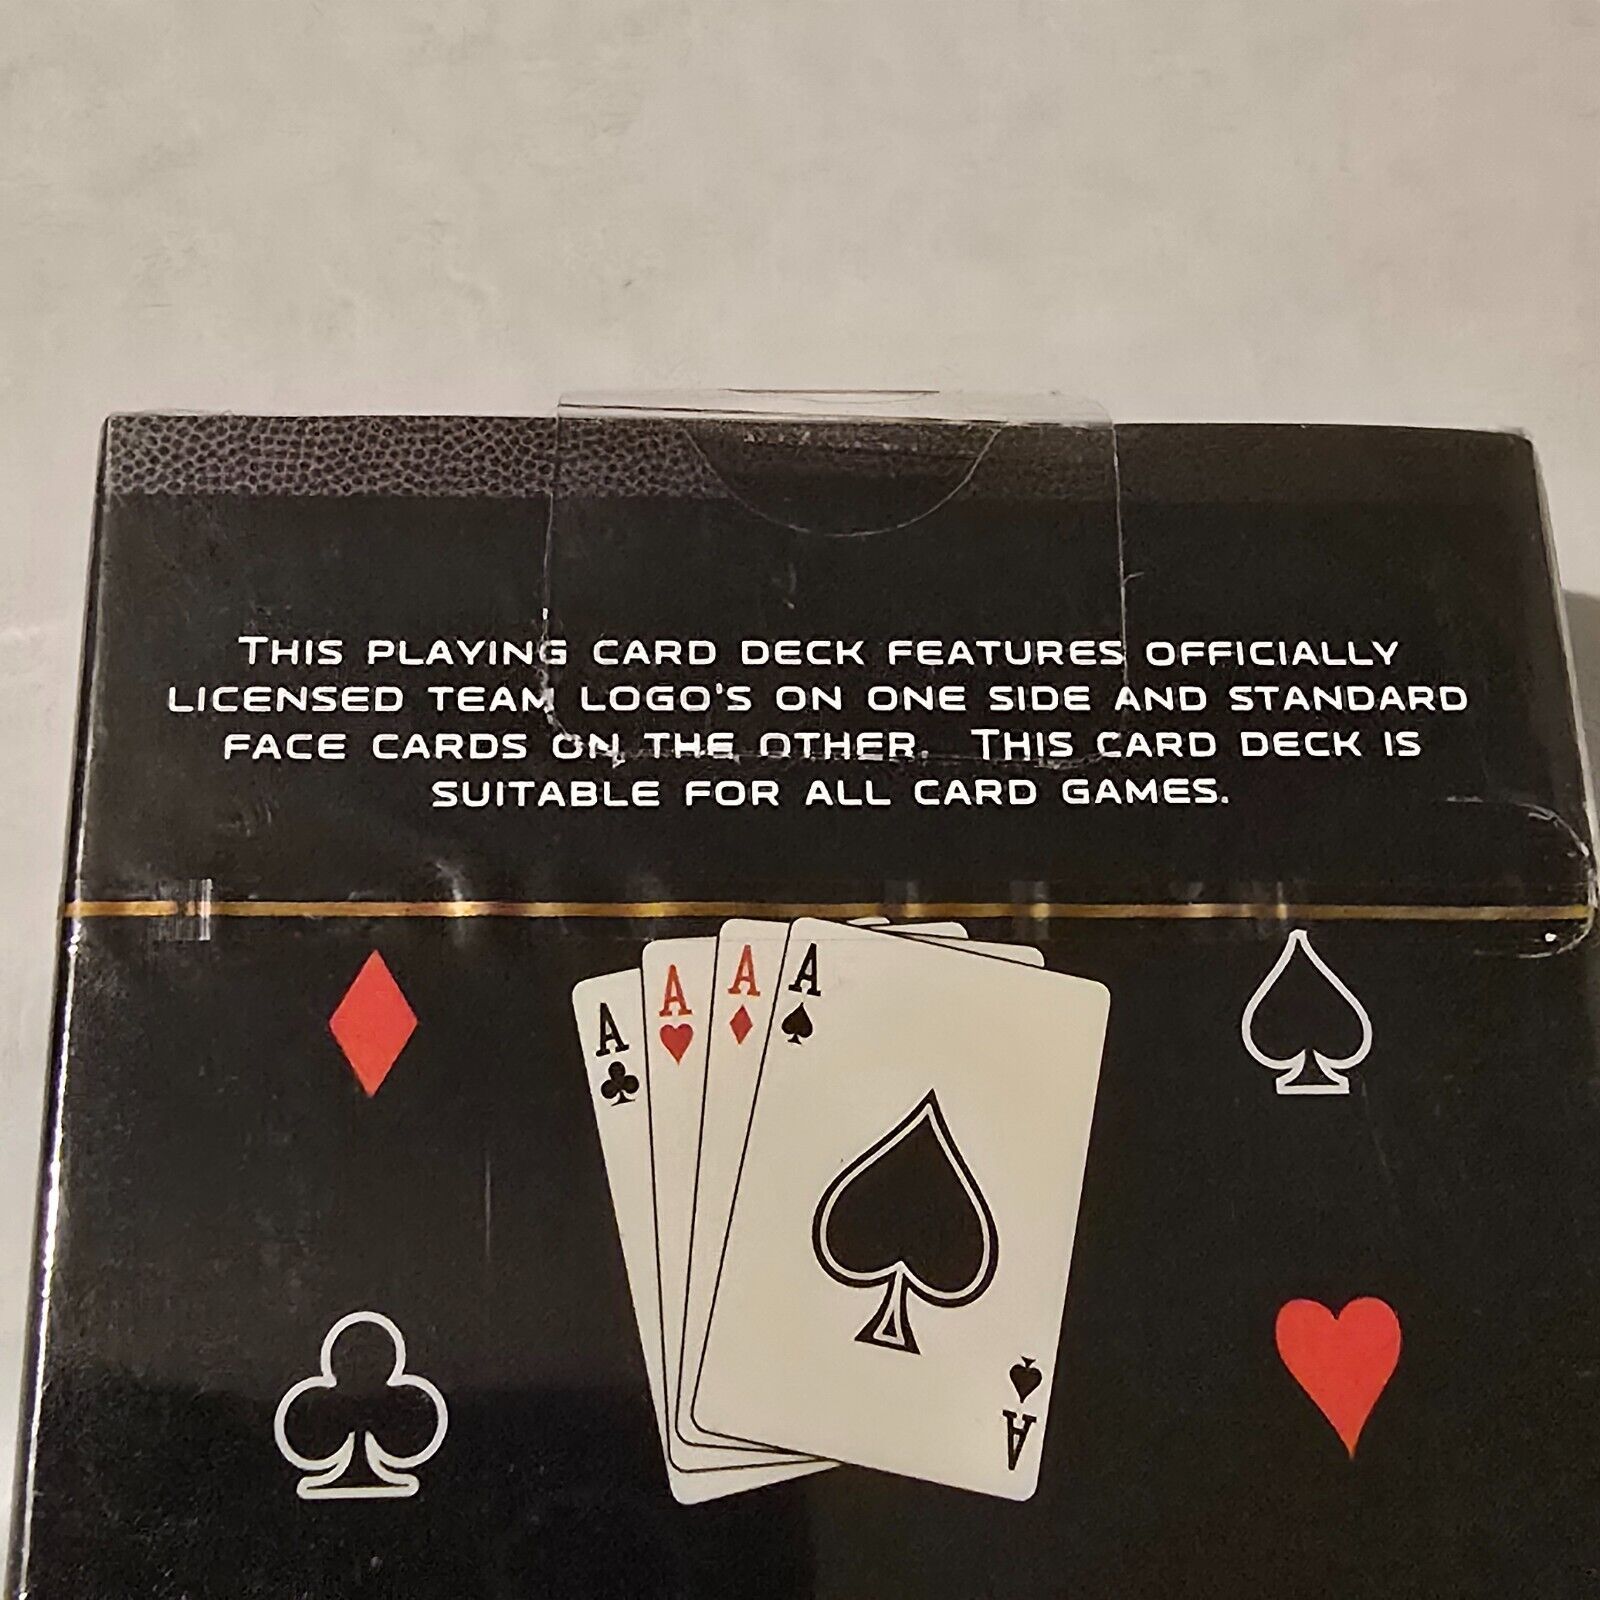 THIS PLAYING CARD DECK FEATURES OFFICIALLY
LICENSED TEAM LOGO'S ON ONE SIDE AND STANDARD
FACE CARDS ON THE OTHER. THIS CARD DECK IS
SUITABLE FOR ALL CARD GAMES.
A
A
A
A
A